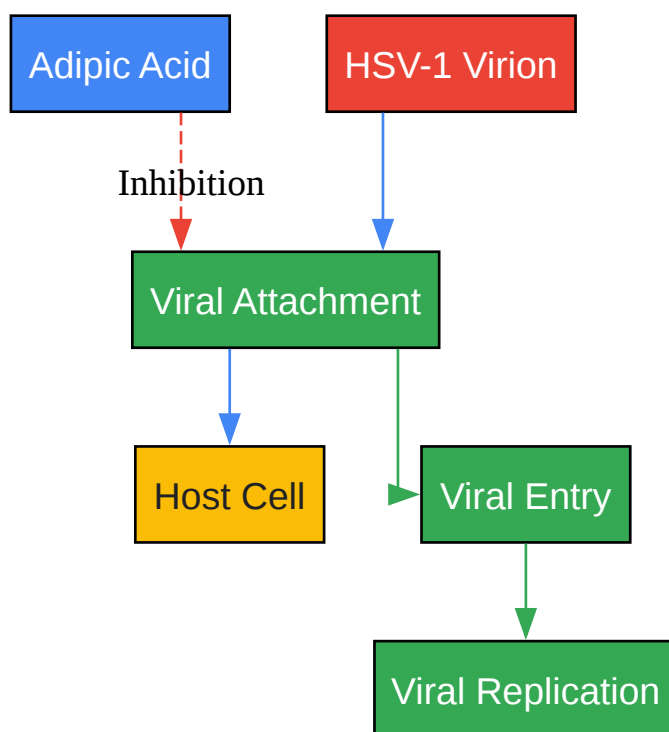 Adipic Acid
HSV-1 Virion
Inhibition
Viral Attachment
Host Cell
Viral Entry
Viral Replication